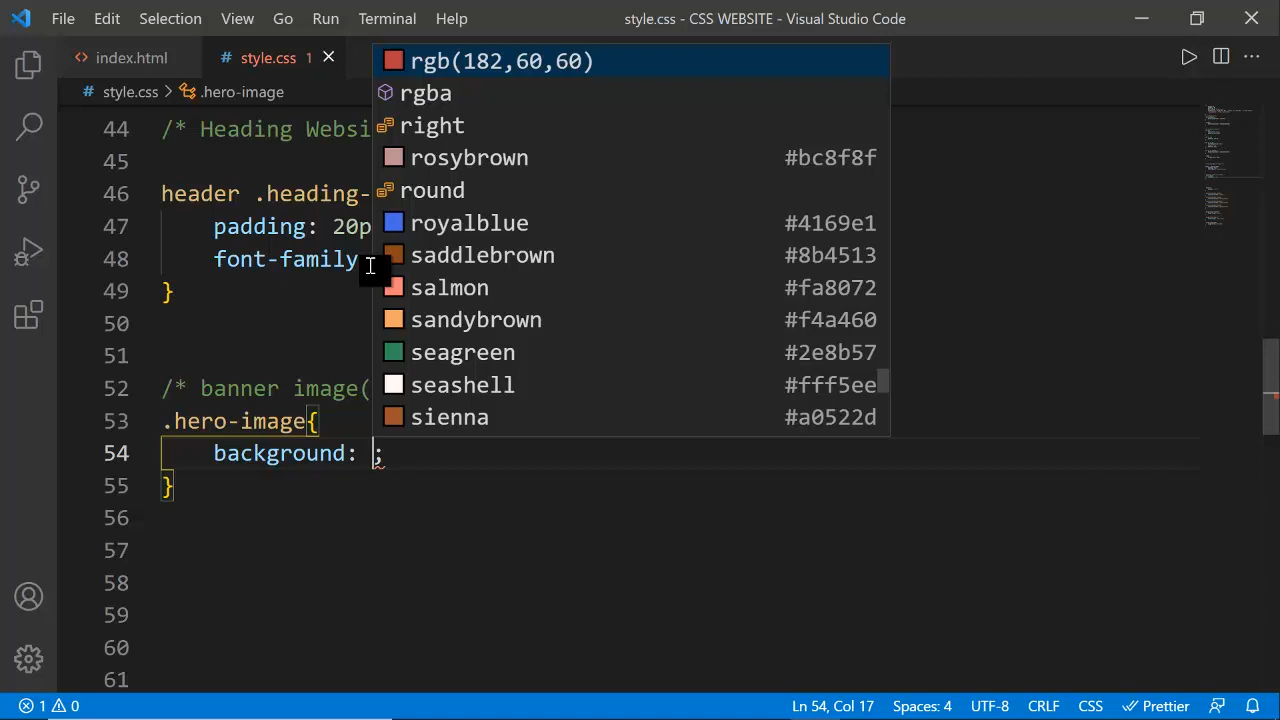 File Edit Selection View Go Run Terminal Help
style.css - CSS WEBSITE - Visual Studio Code
<> index.html
# style.css 1 ×
# style.css > .hero-image
44 /* Heading Websi
45
46 header .heading-
47 padding: 20p
48 font-family
49 }
50
51
52 /* banner image(
53 .hero-image{
54 background: ;
55 }
56
57
58
59
60
61
rgb(182,60,60)
rgba
right
rosybrown #bc8f8f
round
royalblue #4169e1
saddlebrown #8b4513
salmon #fa8072
sandybrown #f4a460
seagreen #2e8b57
seashell #fff5ee
sienna #a0522d
1 0
Ln 54, Col 17 Spaces: 4 UTF-8 CRLF CSS Prettier